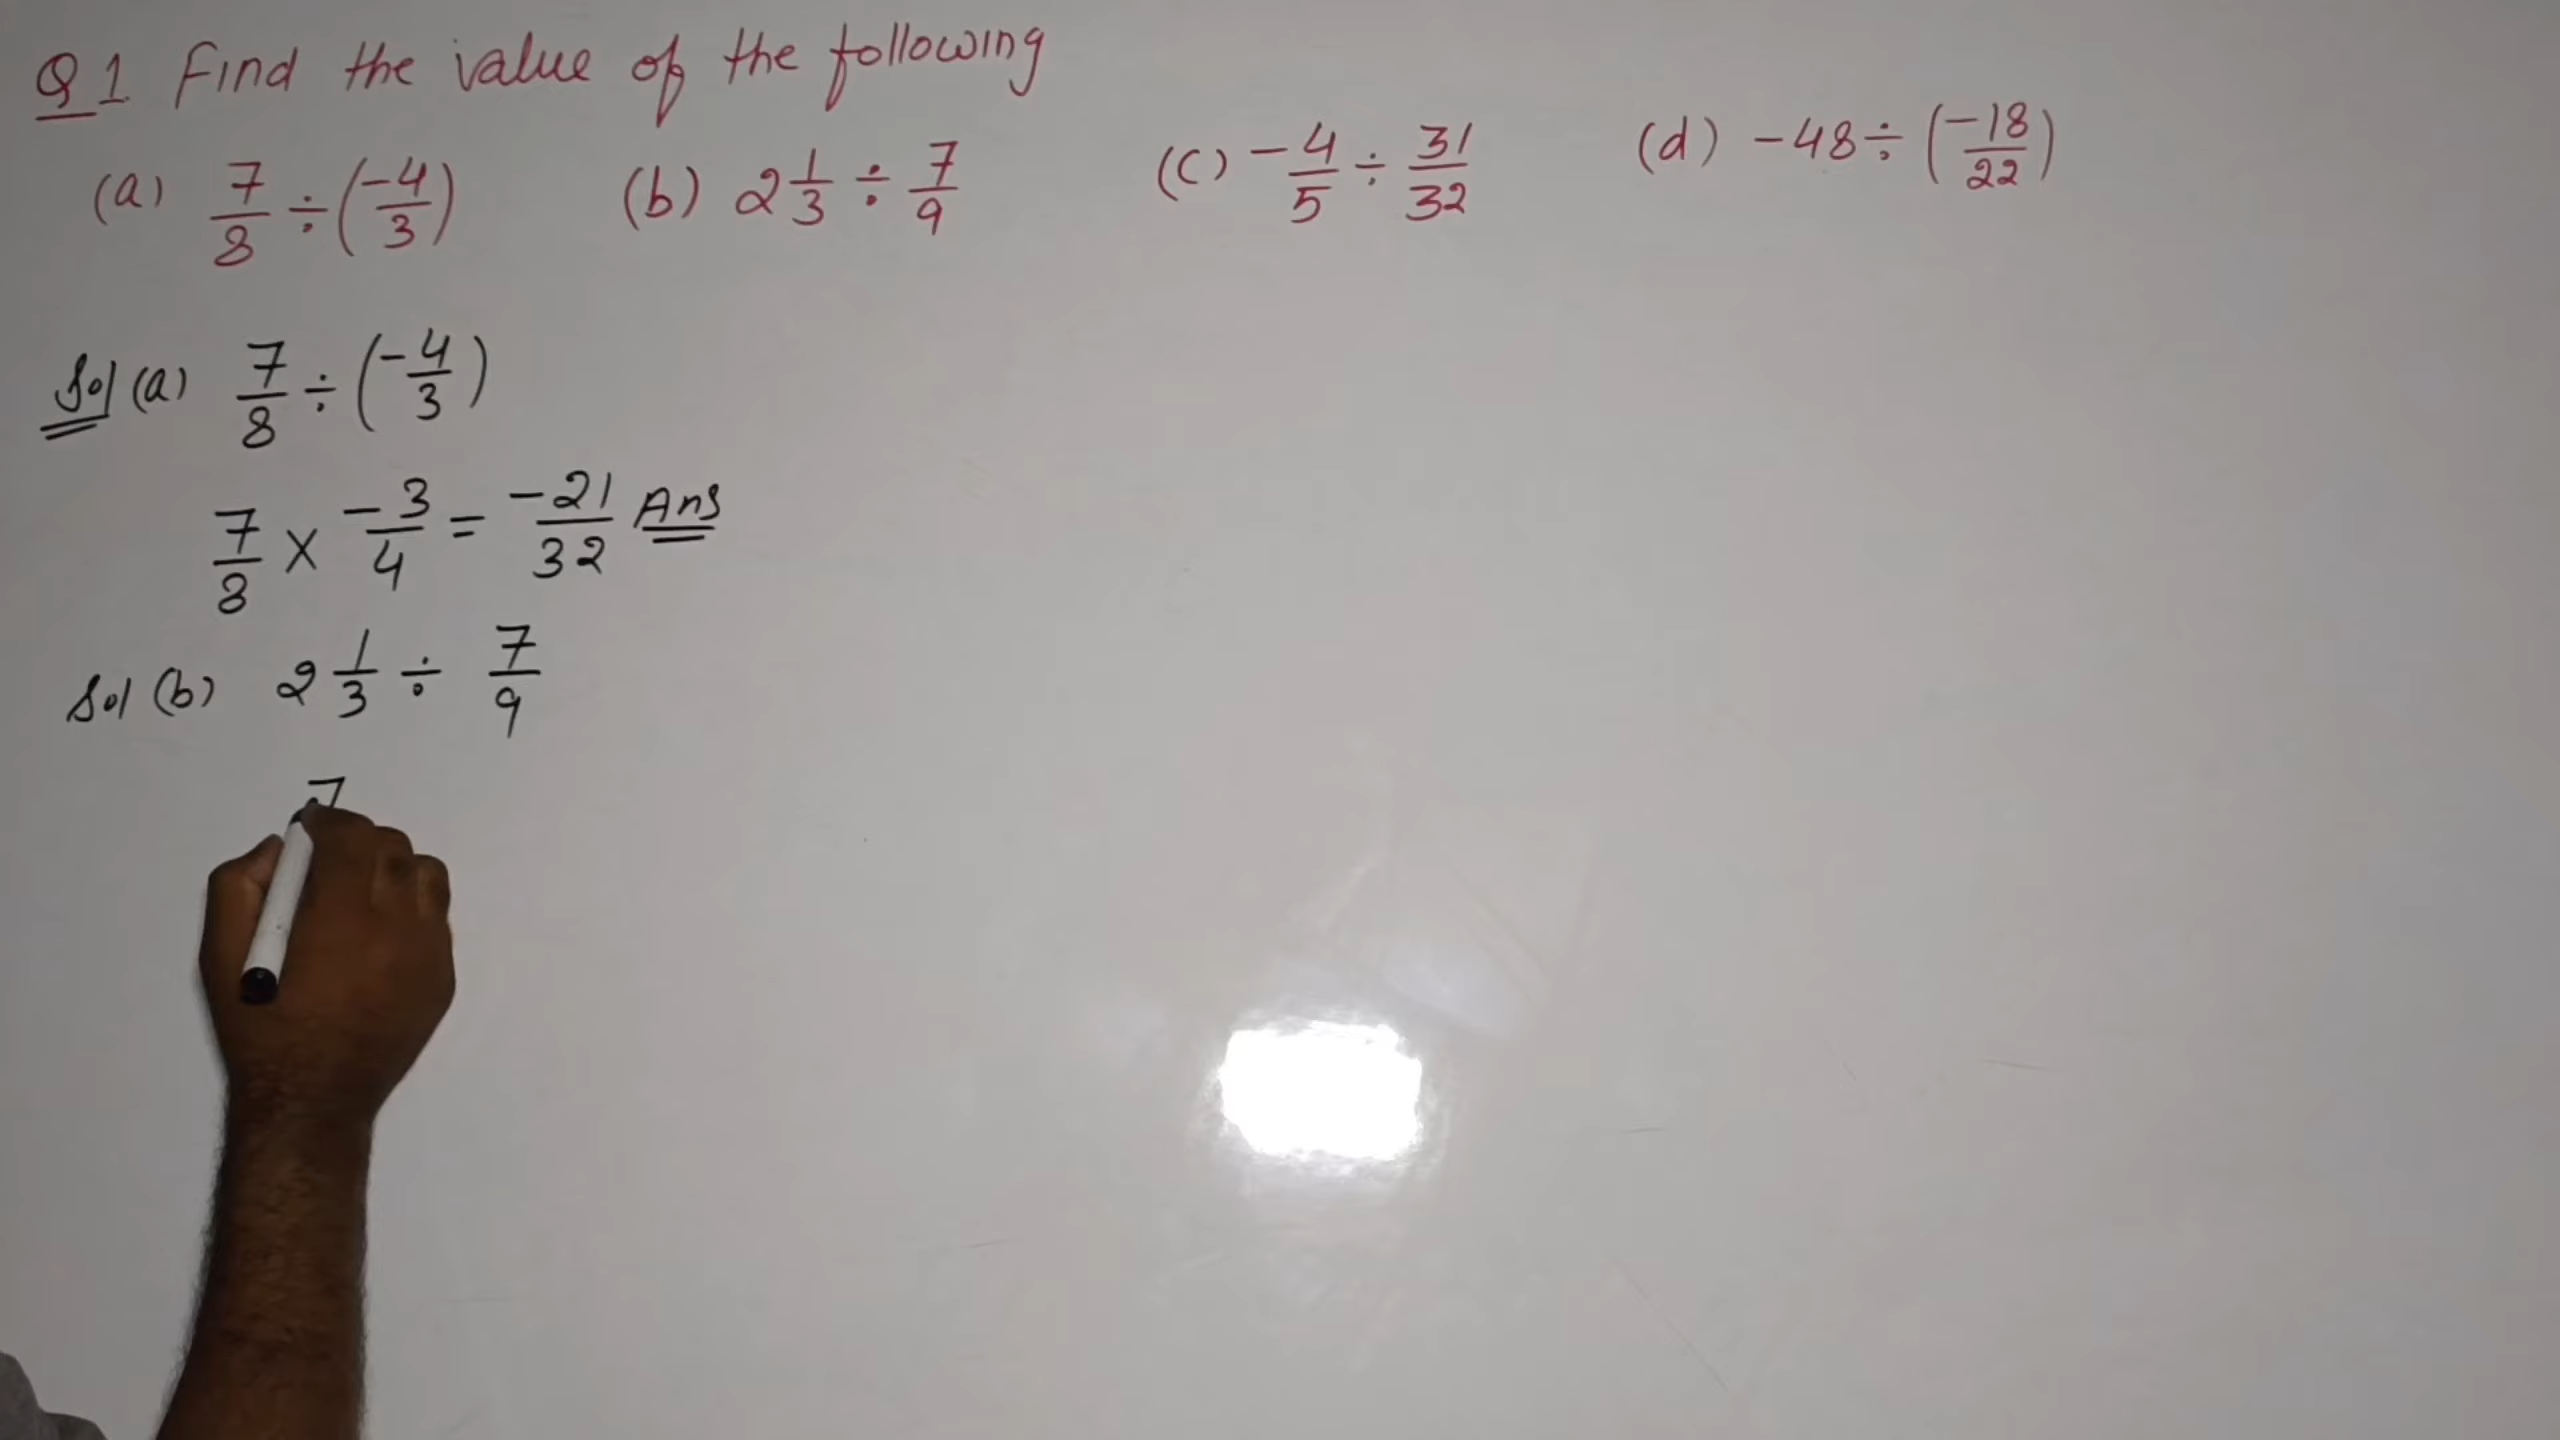 Q1 Find the value of the following
(a) 7/8 ÷ (-4/3) (b) 2 1/3 ÷ 7/9 (c) -4/5 ÷ 31/32 (d) -48 ÷ (-18/22)
Sol (a) 7/8 ÷ (-4/3)
7/8 × -3/4 = -21/32 Ans
Sol (b) 2 1/3 ÷ 7/9
7